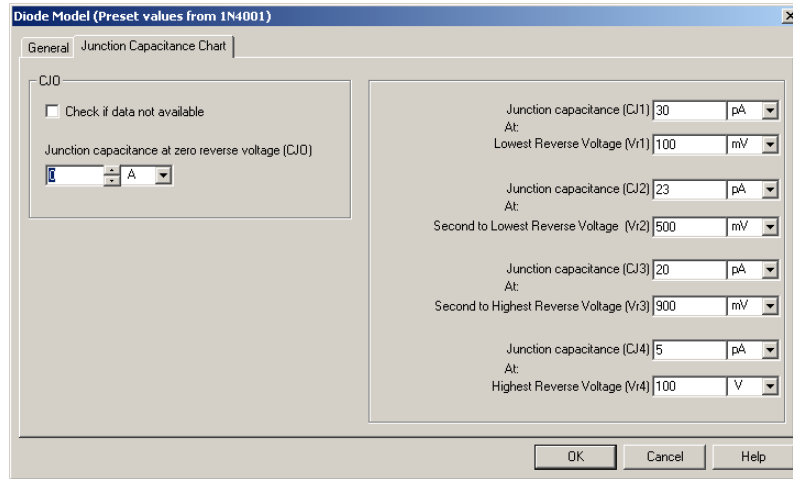 Diode Model (Preset values from 1N4001)
General Junction Capacitance Chart
CJO
Check if data not available
Junction capacitance at zero reverse voltage (CJO)
0 A
Junction capacitance (CJ1) 30 pA
At:
Lowest Reverse Voltage (Vr1) 100 mV
Junction capacitance (CJ2) 23 pA
At:
Second to Lowest Reverse Voltage (Vr2) 500 mV
Junction capacitance (CJ3) 20 pA
At:
Second to Highest Reverse Voltage (Vr3) 900 mV
Junction capacitance (CJ4) 5 pA
At:
Highest Reverse Voltage (Vr4) 100 V
OK Cancel Help